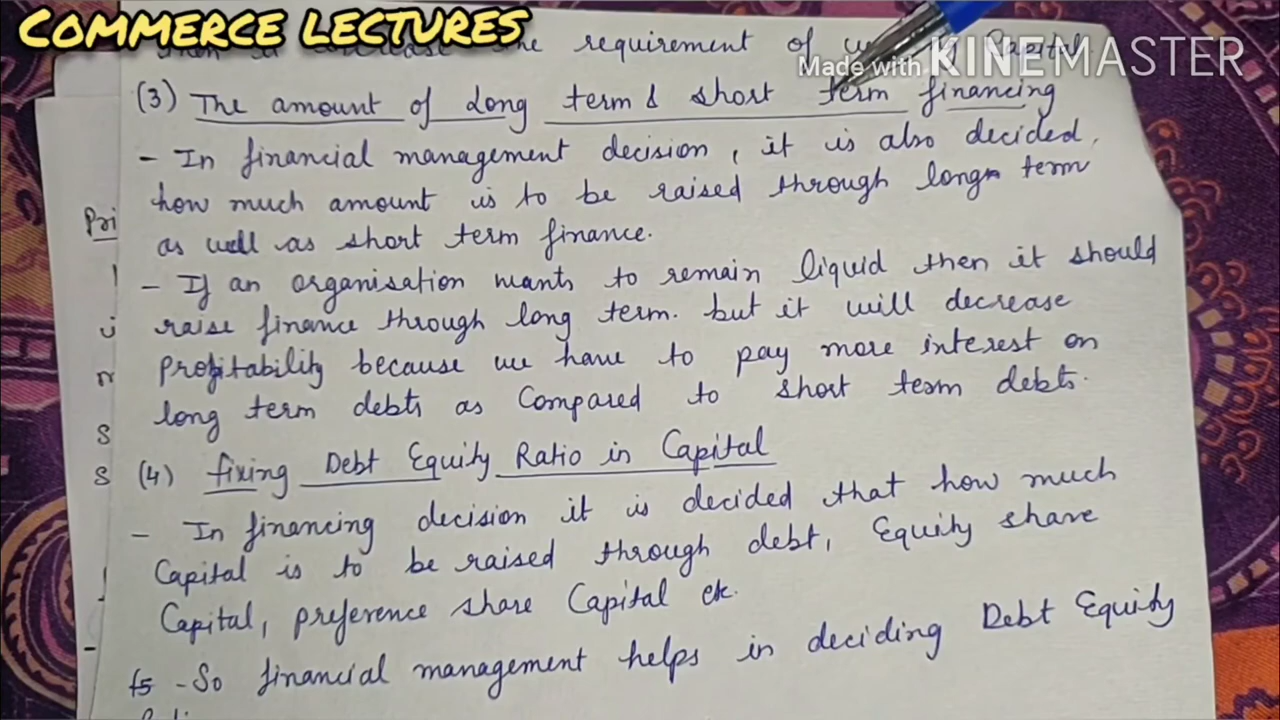 COMMERCE LECTURES
the requirement of Capital
Made with KINEMASTER
(3) The amount of Long term & short term financing
- In financial management decision, it is also decided,
how much amount is to be raised through long term
as well as short term finance.
- If an organisation wants to remain liquid then it should
raise finance through long term. but it will decrease
Profitability because we have to pay more interest on
long term debts as Compared to short term debts.
(4) fixing Debt Equity Ratio in Capital
- In financing decision it is decided that how much
Capital is to be raised through debt, Equity share
Capital, preference share Capital etc.
- So financial management helps in deciding Debt Equity
Pri